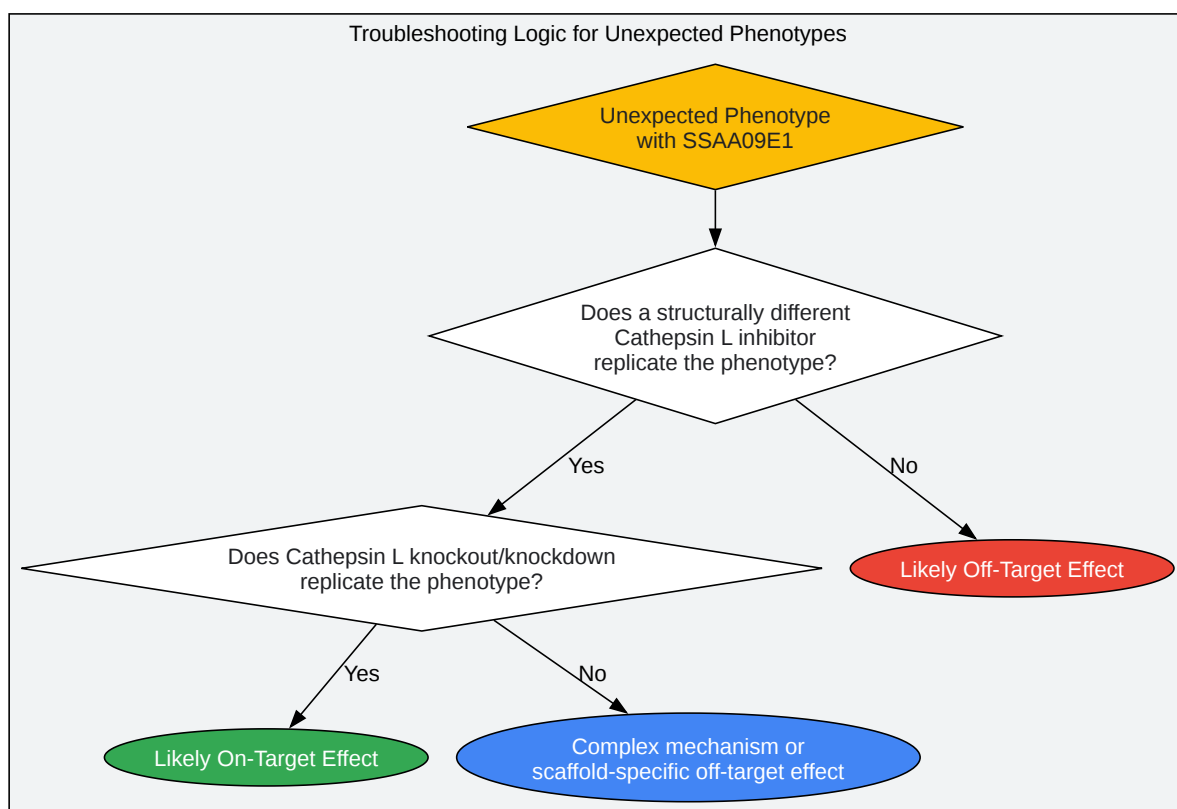 Troubleshooting Logic for Unexpected Phenotypes
Unexpected Phenotype
with SSAA09E1
Does a structurally different
Cathepsin L inhibitor
replicate the phenotype?
Yes
No
Does Cathepsin L knockout/knockdown
replicate the phenotype?
Likely Off-Target Effect
Yes
No
Likely On-Target Effect
Complex mechanism or
scaffold-specific off-target effect